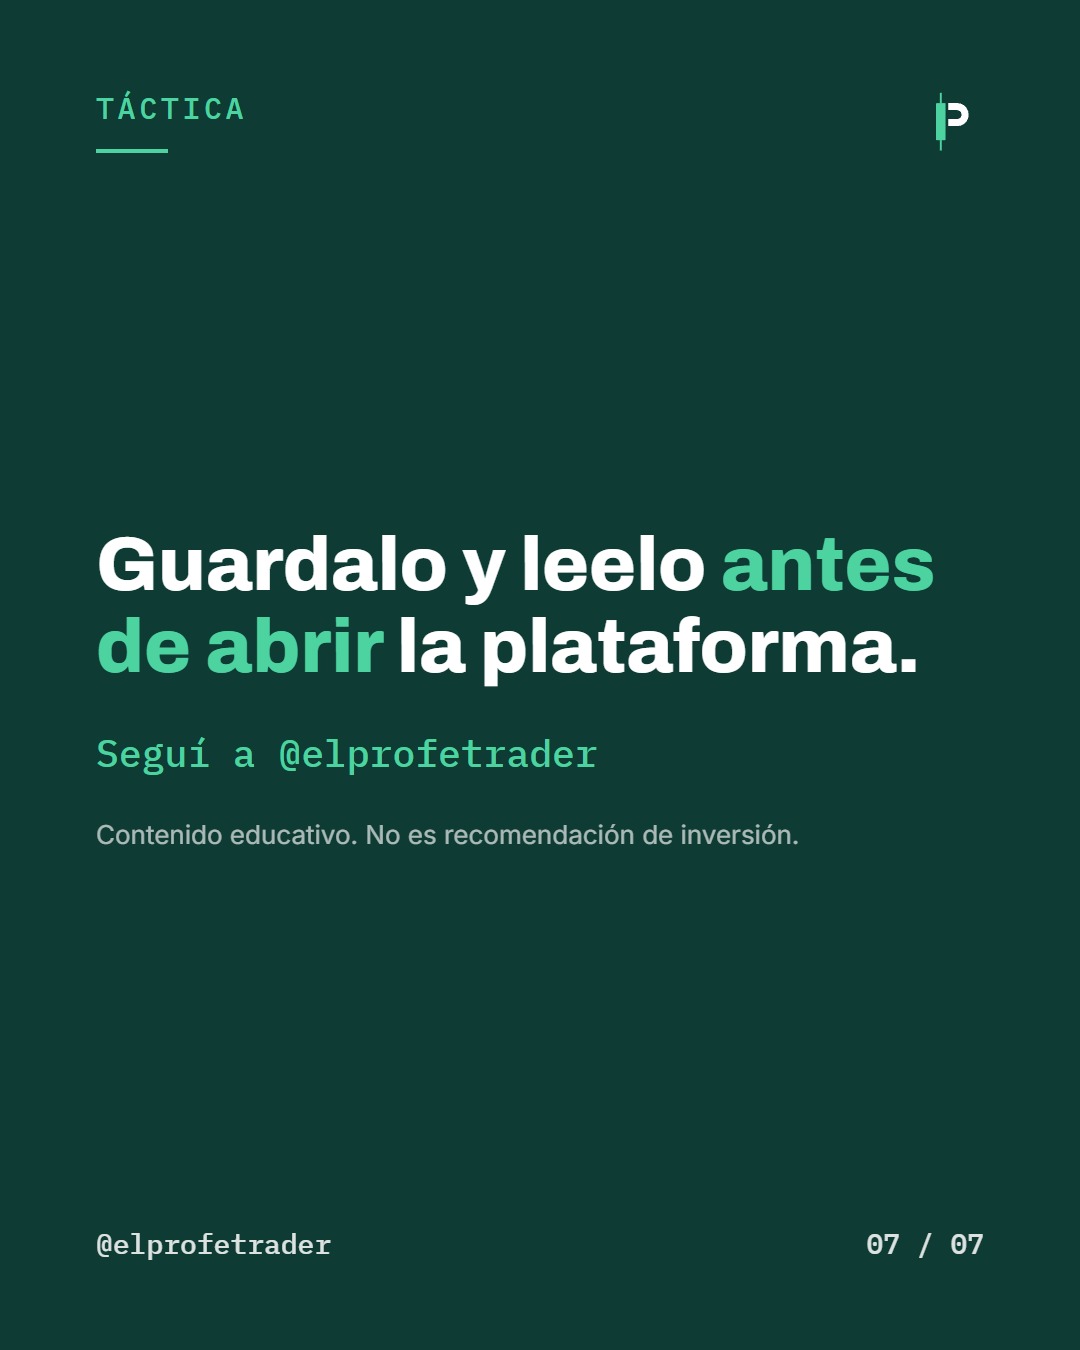 TÁCTICA
Guardalo y leelo antes
de abrir la plataforma.
Seguí a @elprofetrader
Contenido educativo. No es recomendación de inversión.
@elprofetrader
07 / 07